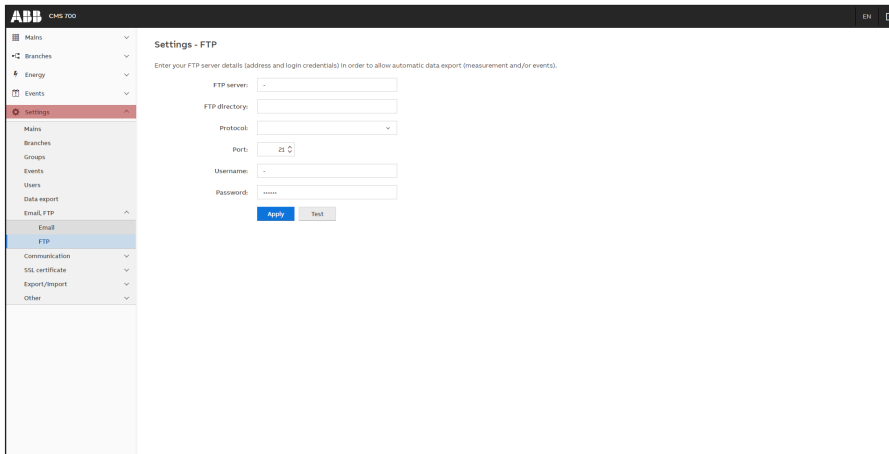 ABB CMS 700
EN
Mains
Branches
Energy
Events
Settings
Mains
Branches
Groups
Events
Users
Data export
Email, FTP
Email
FTP
Communication
SSL certificate
Export/Import
Other
Settings - FTP
Enter your FTP server details (address and login credentials) in order to allow automatic data export (measurement and/or events).
FTP server: -
FTP directory:
Protocol:
Port: 21
Username: -
Password: ••••••
Apply Test